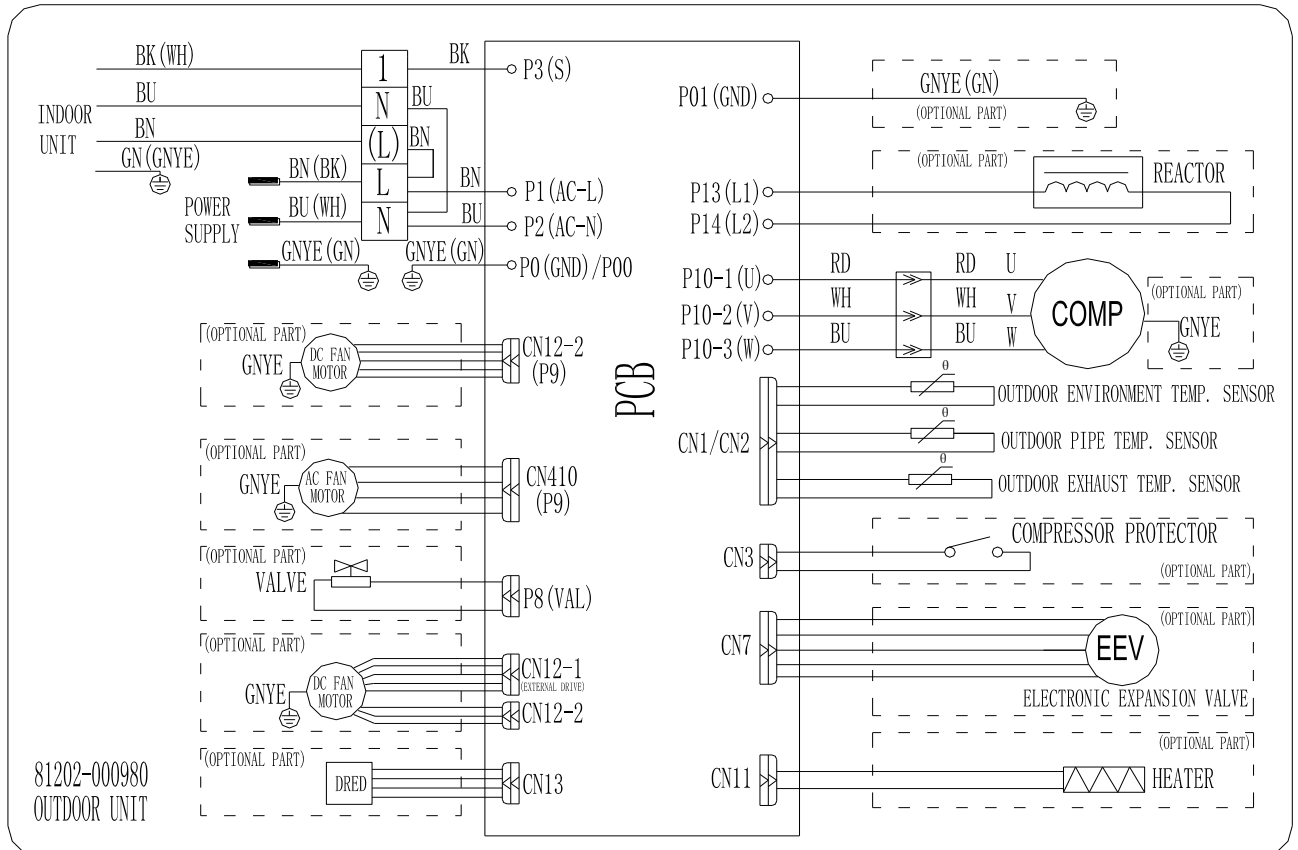 BK(WH)
BU
INDOOR
UNIT
BN
GN(GNYE)
BN(BK)
POWER
SUPPLY
BU(WH)
GNYE(GN)
1
N
(L)
L
N
BK
BU
BN
BN
BU
GNYE(GN)
P3(S)
P1(AC-L)
P2(AC-N)
P0(GND)/P00
(OPTIONAL PART)
GNYE
DC FAN
MOTOR
CN12-2
(P9)
(OPTIONAL PART)
GNYE
AC FAN
MOTOR
CN410
(P9)
(OPTIONAL PART)
VALVE
P8(VAL)
(OPTIONAL PART)
GNYE
DC FAN
MOTOR
CN12-1
(EXTERNAL DRIVE)
CN12-2
(OPTIONAL PART)
DRED
CN13
81202-000980
OUTDOOR UNIT
PCB
P01(GND)
GNYE(GN)
(OPTIONAL PART)
(OPTIONAL PART)
REACTOR
P13(L1)
P14(L2)
P10-1(U)
RD
RD
U
P10-2(V)
WH
WH
V
P10-3(W)
BU
BU
W
COMP
(OPTIONAL PART)
GNYE
CN1/CN2
θ
OUTDOOR ENVIRONMENT TEMP. SENSOR
θ
OUTDOOR PIPE TEMP. SENSOR
θ
OUTDOOR EXHAUST TEMP. SENSOR
CN3
COMPRESSOR PROTECTOR
(OPTIONAL PART)
CN7
(OPTIONAL PART)
EEV
ELECTRONIC EXPANSION VALVE
(OPTIONAL PART)
CN11
HEATER